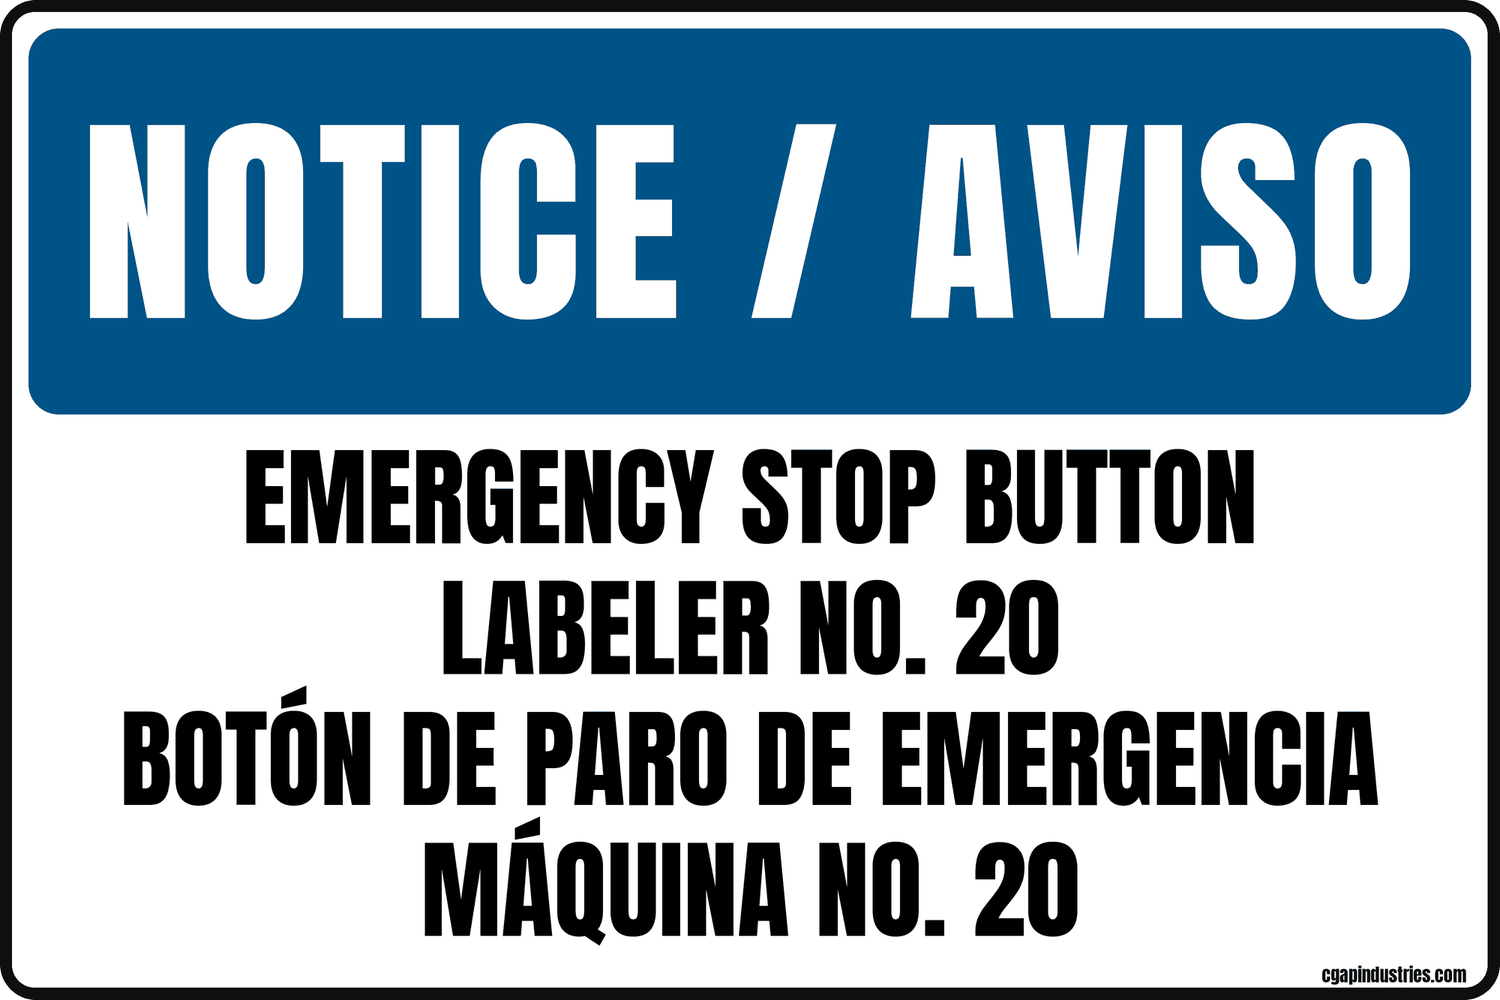 NOTICE / AVISO
EMERGENCY STOP BUTTON
LABELER NO. 20
BOTÓN DE PARO DE EMERGENCIA
MÁQUINA NO. 20
cgapindustries.com